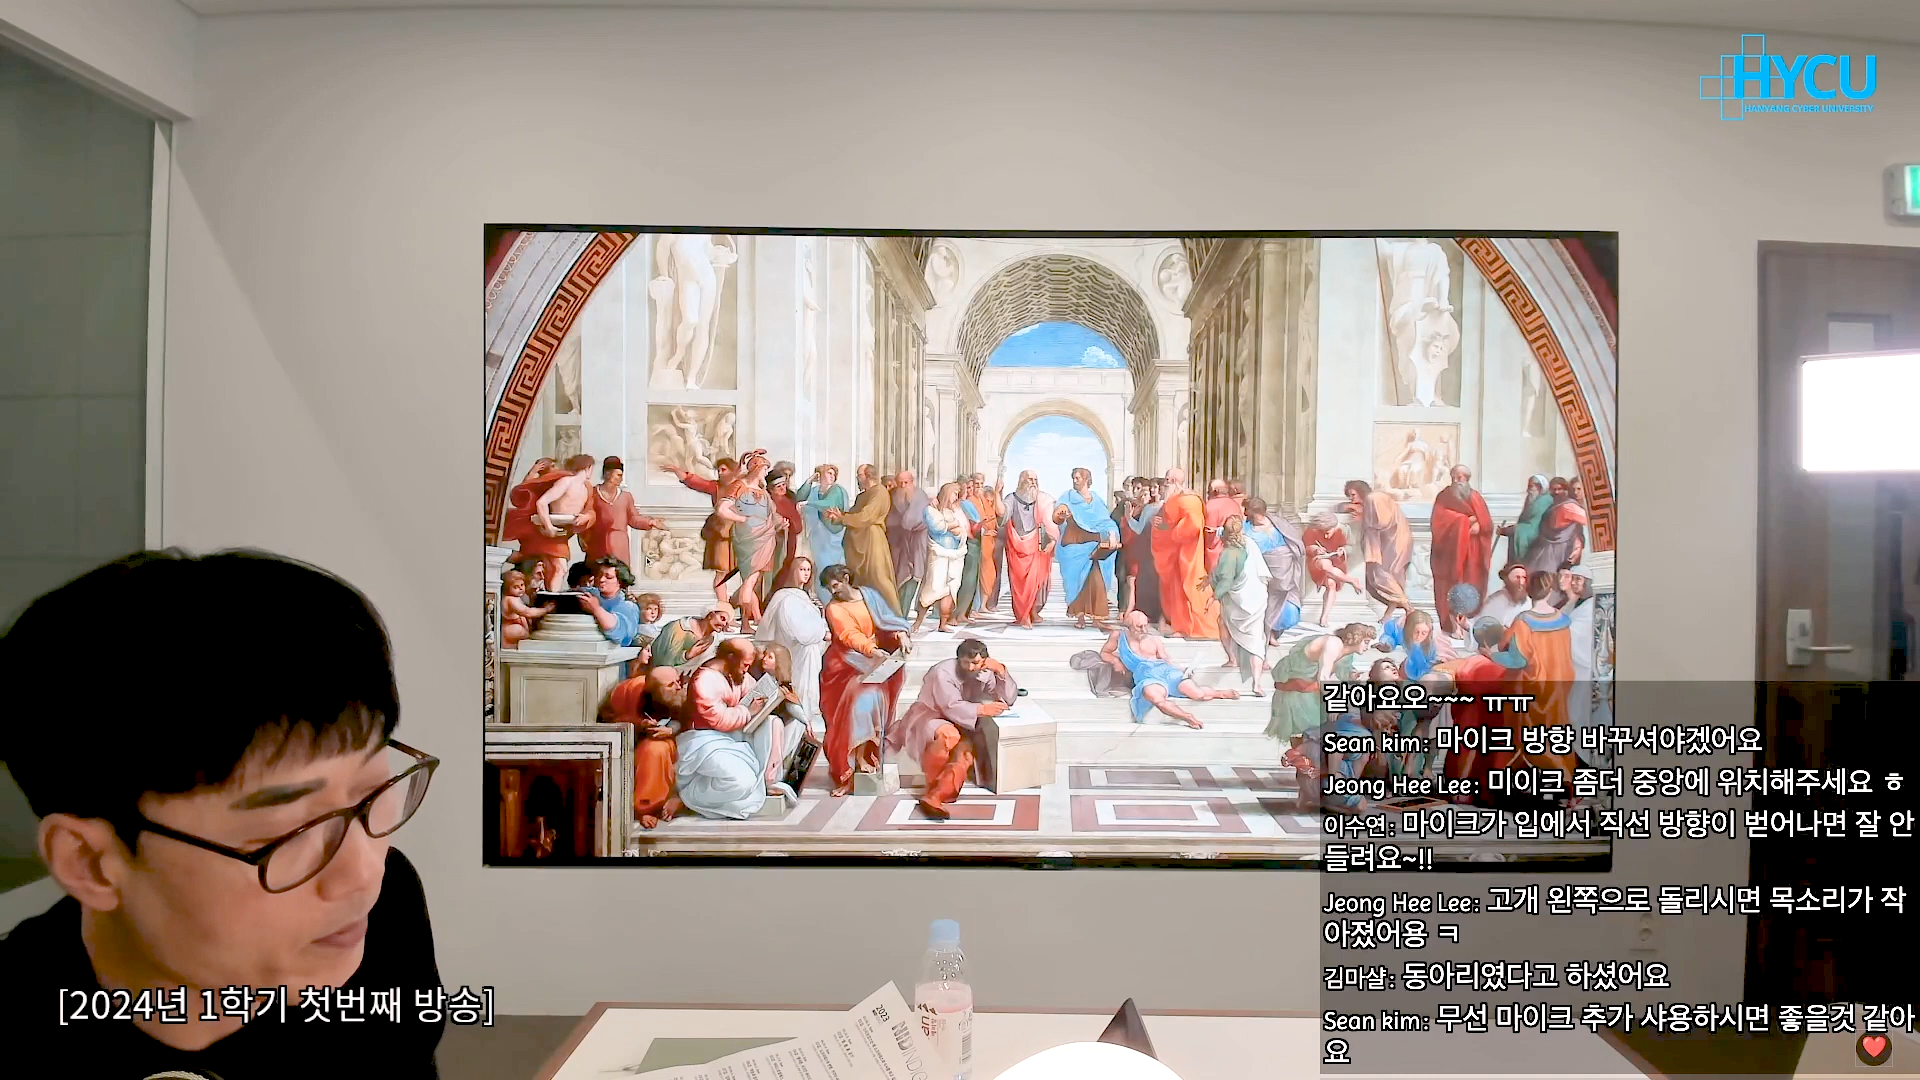 HYCU
HANYANG CYBER UNIVERSITY
같아요오~~~ ㅠㅠ
Sean kim: 마이크 방향 바꾸셔야겠어요
Jeong Hee Lee: 미이크 좀더 중앙에 위치해주세요 ㅎ
이수연: 마이크가 입에서 직선 방향이 벋어나면 잘 안
들려요~!!
Jeong Hee Lee: 고개 왼쪽으로 돌리시면 목소리가 작
아졌어용 ㅋ
김마샬: 동아리였다고 하셨어요
Sean kim: 무선 마이크 추가 샤용하시면 좋을것 같아
요
[2024년 1학기 첫번째 방송]
2023